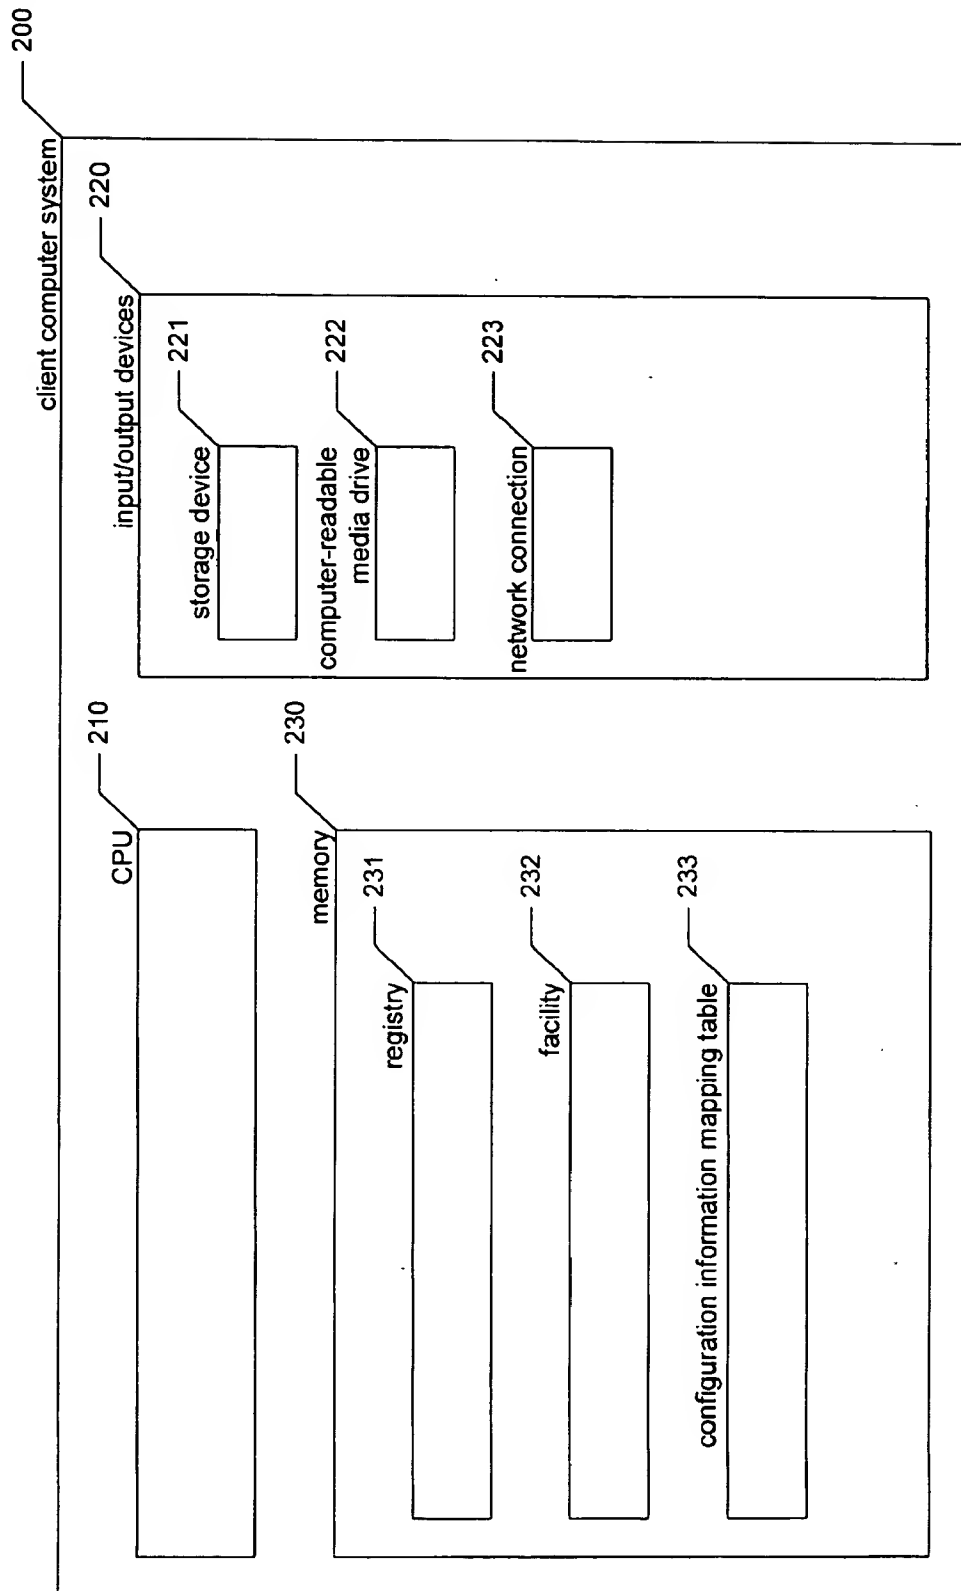 client computer system
200
CPU
210
input/output devices
220
storage device
221
computer-readable
media drive
222
network connection
223
memory
230
registry
231
facility
232
configuration information mapping table
233